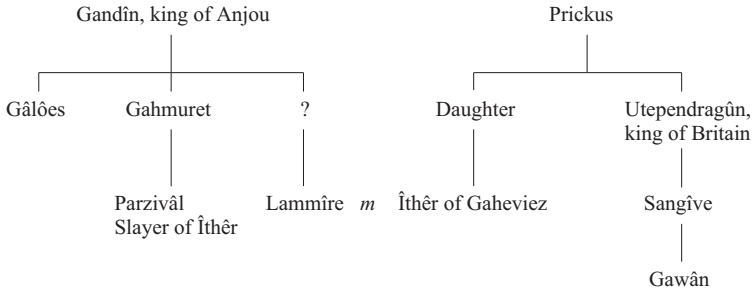 Gandîn, king of Anjou
Prickus
Gâlôes
Gahmuret
?
Daughter
Utependragûn,
king of Britain
Parzivâl
Slayer of Îthêr
Lammîre m Îthêr of Gaheviez
Sangîve
Gawân